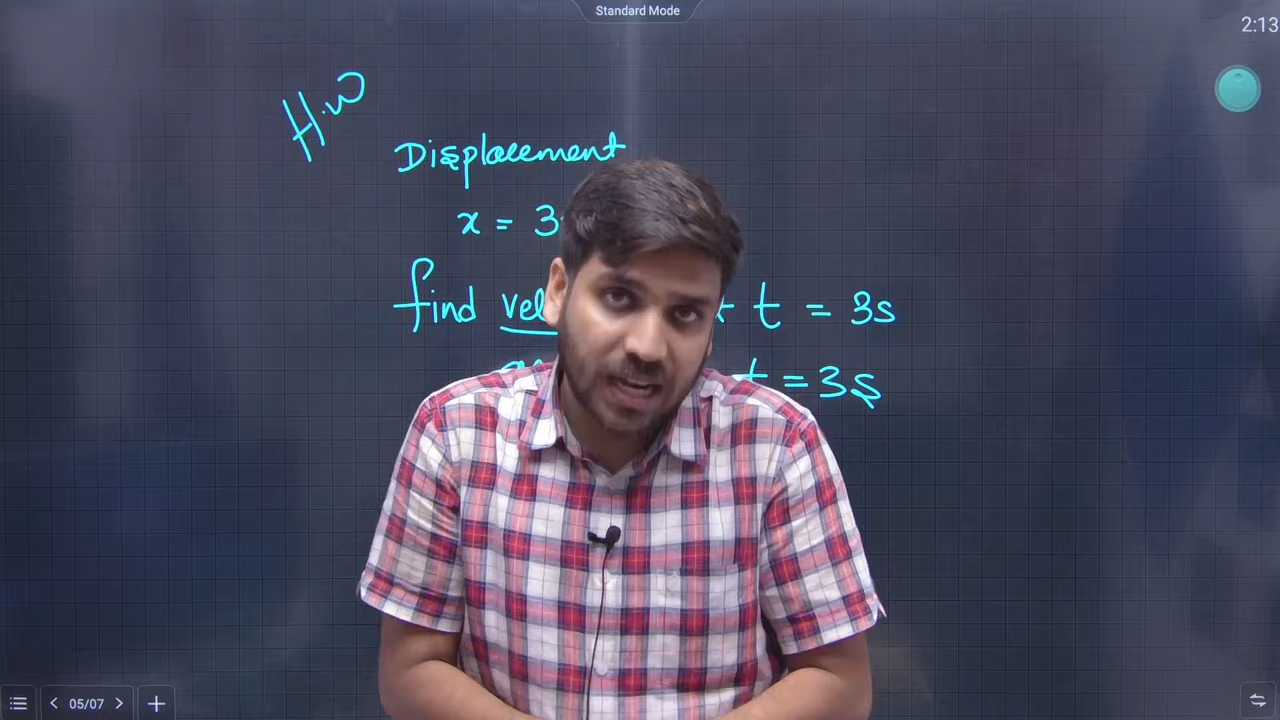 Standard Mode
2:13
H.W
Displacement
x = 3
find vel t = 3s
t = 3s
05/07